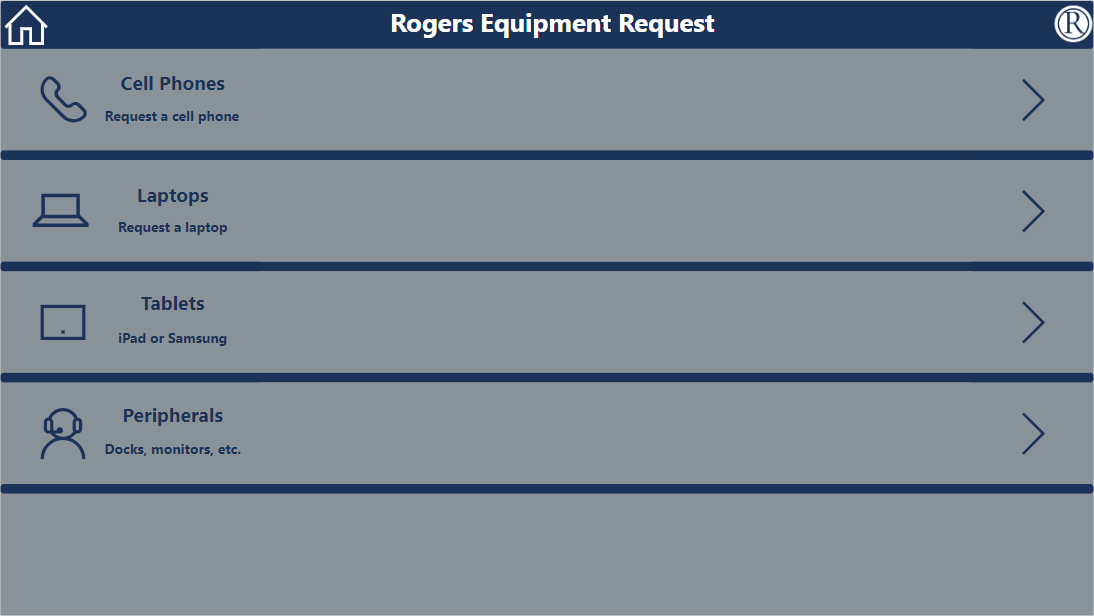 Rogers Equipment Request
R
Cell Phones
Request a cell phone
Laptops
Request a laptop
Tablets
iPad or Samsung
Peripherals
Docks, monitors, etc.